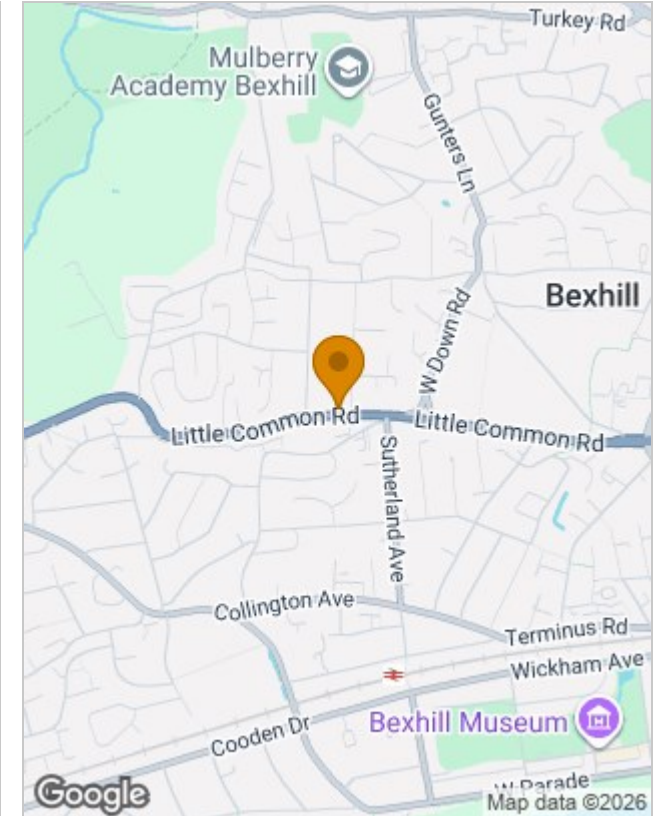 Turkey Rd
Mulberry
Academy Bexhill
Gunters Ln
Bexhill
W Down Rd
Little Common Rd
Little Common Rd
Sutherland Ave
Collington Ave
Terminus Rd
Wickham Ave
Bexhill Museum
Cooden Dr
W Parade
Google
Map data ©2026